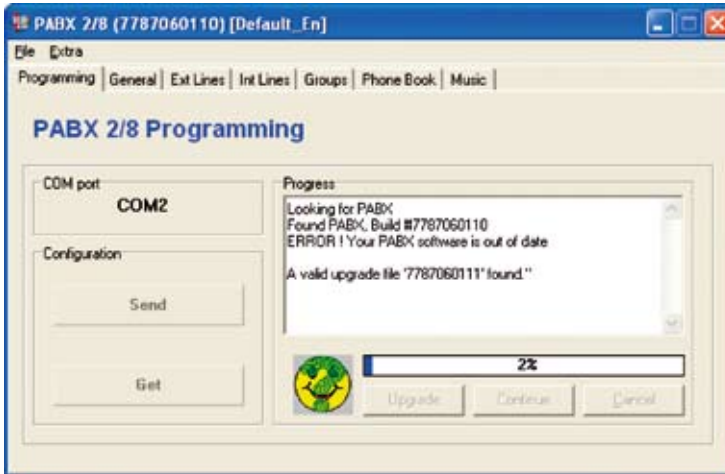 PABX 2/8 (7787060110) [Default_En]
File Extra
Programming General Ext Lines Int Lines Groups Phone Book Music
PABX 2/8 Programming
COM port
COM2
Configuration
Send
Get
Progress
Looking for PABX
Found PABX, Build #7787060110
ERROR ! Your PABX software is out of date
A valid upgrade file '7787060111' found."
2%
Upgrade Continue Cancel